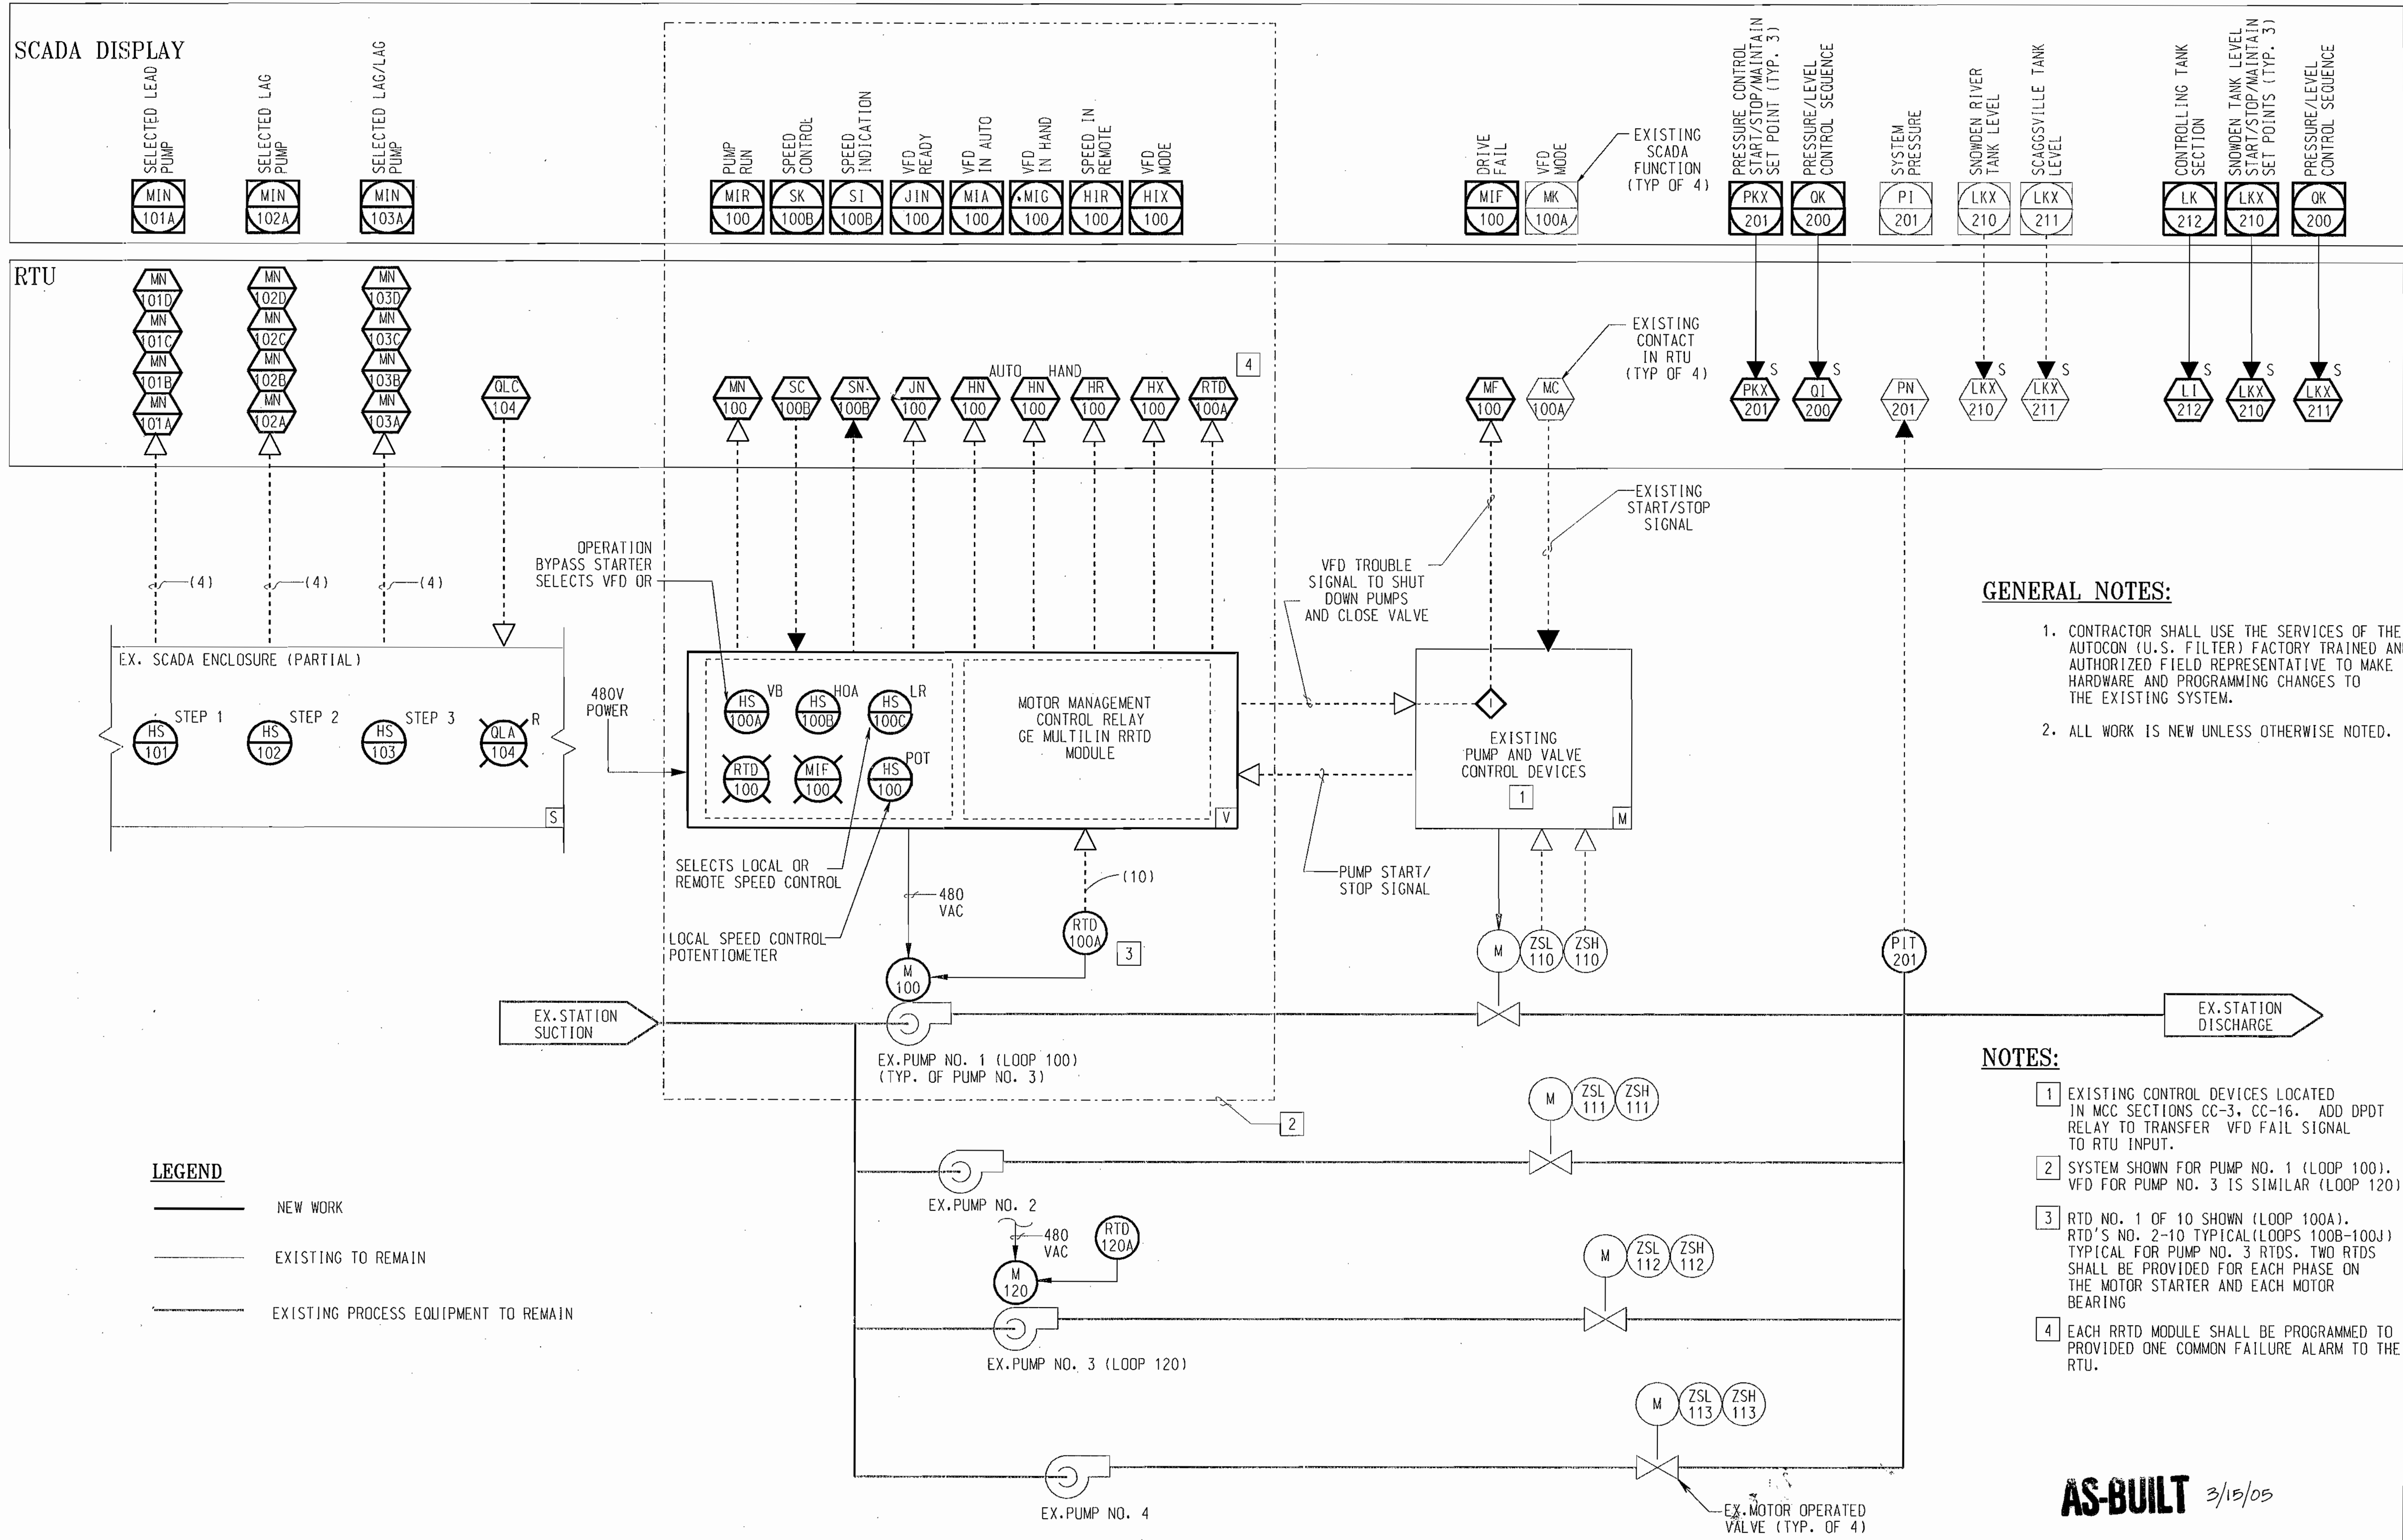 SCADA DISPLAY
SELECTED LEAD
PUMP
SELECTED LAG
PUMP
SELECTED LAG/LAG
PUMP
PUMP
RUN
SPEED
CONTROL
SPEED
INDICATION
VFD
READY
VFD
IN AUTO
VFD
IN HAND
SPEED IN
REMOTE
VFD
MODE
DRIVE
FAIL
VFD
MODE
EXISTING
SCADA
FUNCTION
(TYP OF 4)
PRESSURE CONTROL
START/STOP/MAINTAIN
SET POINT (TYP. 3)
PRESSURE/LEVEL
CONTROL SEQUENCE
SYSTEM
PRESSURE
SNOWDEN RIVER
TANK LEVEL
SCAGGSVILLE TANK
LEVEL
CONTROLLING TANK
SECTION
SNOWDEN TANK LEVEL
START/STOP/MAINTAIN
SET POINTS (TYP. 3)
PRESSURE/LEVEL
CONTROL SEQUENCE
MIN
101A
MIN
102A
MIN
103A
MIR
100
SK
100B
SI
100B
JIN
100
MIA
100
MIG
100
HIR
100
HIX
100
MIF
100
MK
100A
PKX
201
QK
200
PI
201
LKX
210
LKX
211
LK
212
LKX
210
QK
200
RTU
MN
101D
MN
101C
MN
101B
MN
101A
MN
102D
MN
102C
MN
102B
MN
102A
MN
103D
MN
103C
MN
103B
MN
103A
QLC
104
MN
100
SC
100B
SN
100B
JN
100
AUTO
HN
100
HAND
HN
100
HR
100
HX
100
RTD
100A
4
MF
100
MC
100A
EXISTING
CONTACT
IN RTU
(TYP OF 4)
S
PKX
201
S
QI
200
PN
201
S
LKX
210
S
LKX
211
S
LI
212
S
LKX
210
S
LKX
211
(4)
(4)
(4)
OPERATION
BYPASS STARTER
SELECTS VFD OR
VFD TROUBLE
SIGNAL TO SHUT
DOWN PUMPS
AND CLOSE VALVE
EXISTING
START/STOP
SIGNAL
EX. SCADA ENCLOSURE (PARTIAL)
HS
101
STEP 1
HS
102
STEP 2
HS
103
STEP 3
QLA
104
R
S
480V
POWER
HS
100A
VB
HS
100B
HOA
HS
100C
LR
RTD
100
MIF
100
HS
100
POT
MOTOR MANAGEMENT
CONTROL RELAY
GE MULTILIN RRTD
MODULE
V
I
EXISTING
PUMP AND VALVE
CONTROL DEVICES
1
M
SELECTS LOCAL OR
REMOTE SPEED CONTROL
LOCAL SPEED CONTROL
POTENTIOMETER
480
VAC
(10)
RTD
100A
3
M
100
PUMP START/
STOP SIGNAL
M
ZSL
110
ZSH
110
PIT
201
EX.STATION
SUCTION
EX.PUMP NO. 1 (LOOP 100)
(TYP. OF PUMP NO. 3)
EX.STATION
DISCHARGE
2
M
ZSL
111
ZSH
111
EX.PUMP NO. 2
480
VAC
RTD
120A
M
120
M
ZSL
112
ZSH
112
EX.PUMP NO. 3 (LOOP 120)
M
ZSL
113
ZSH
113
EX.PUMP NO. 4
EX.MOTOR OPERATED
VALVE (TYP. OF 4)
LEGEND
NEW WORK
EXISTING TO REMAIN
EXISTING PROCESS EQUIPMENT TO REMAIN
GENERAL NOTES:
1. CONTRACTOR SHALL USE THE SERVICES OF THE
AUTOCON (U.S. FILTER) FACTORY TRAINED AN
AUTHORIZED FIELD REPRESENTATIVE TO MAKE
HARDWARE AND PROGRAMMING CHANGES TO
THE EXISTING SYSTEM.
2. ALL WORK IS NEW UNLESS OTHERWISE NOTED.
NOTES:
1 EXISTING CONTROL DEVICES LOCATED
IN MCC SECTIONS CC-3, CC-16. ADD DPDT
RELAY TO TRANSFER VFD FAIL SIGNAL
TO RTU INPUT.
2 SYSTEM SHOWN FOR PUMP NO. 1 (LOOP 100).
VFD FOR PUMP NO. 3 IS SIMILAR (LOOP 120)
3 RTD NO. 1 OF 10 SHOWN (LOOP 100A).
RTD'S NO. 2-10 TYPICAL(LOOPS 100B-100J)
TYPICAL FOR PUMP NO. 3 RTDS. TWO RTDS
SHALL BE PROVIDED FOR EACH PHASE ON
THE MOTOR STARTER AND EACH MOTOR
BEARING
4 EACH RRTD MODULE SHALL BE PROGRAMMED TO
PROVIDED ONE COMMON FAILURE ALARM TO THE
RTU.
AS-BUILT 3/15/05